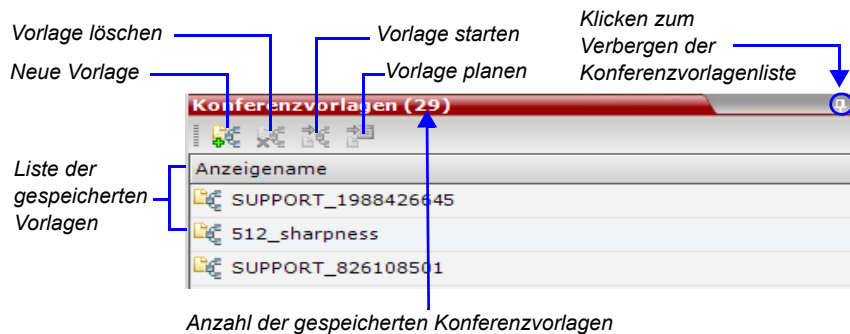 Vorlage löschen
Neue Vorlage
Vorlage starten
Vorlage planen
Klicken zum
Verbergen der
Konferenzvorlagenliste
Konferenzvorlagen (29)
Liste der
gespeicherten
Vorlagen
Anzeigename
SUPPORT_1988426645
512_sharpness
SUPPORT_826108501
Anzahl der gespeicherten Konferenzvorlagen